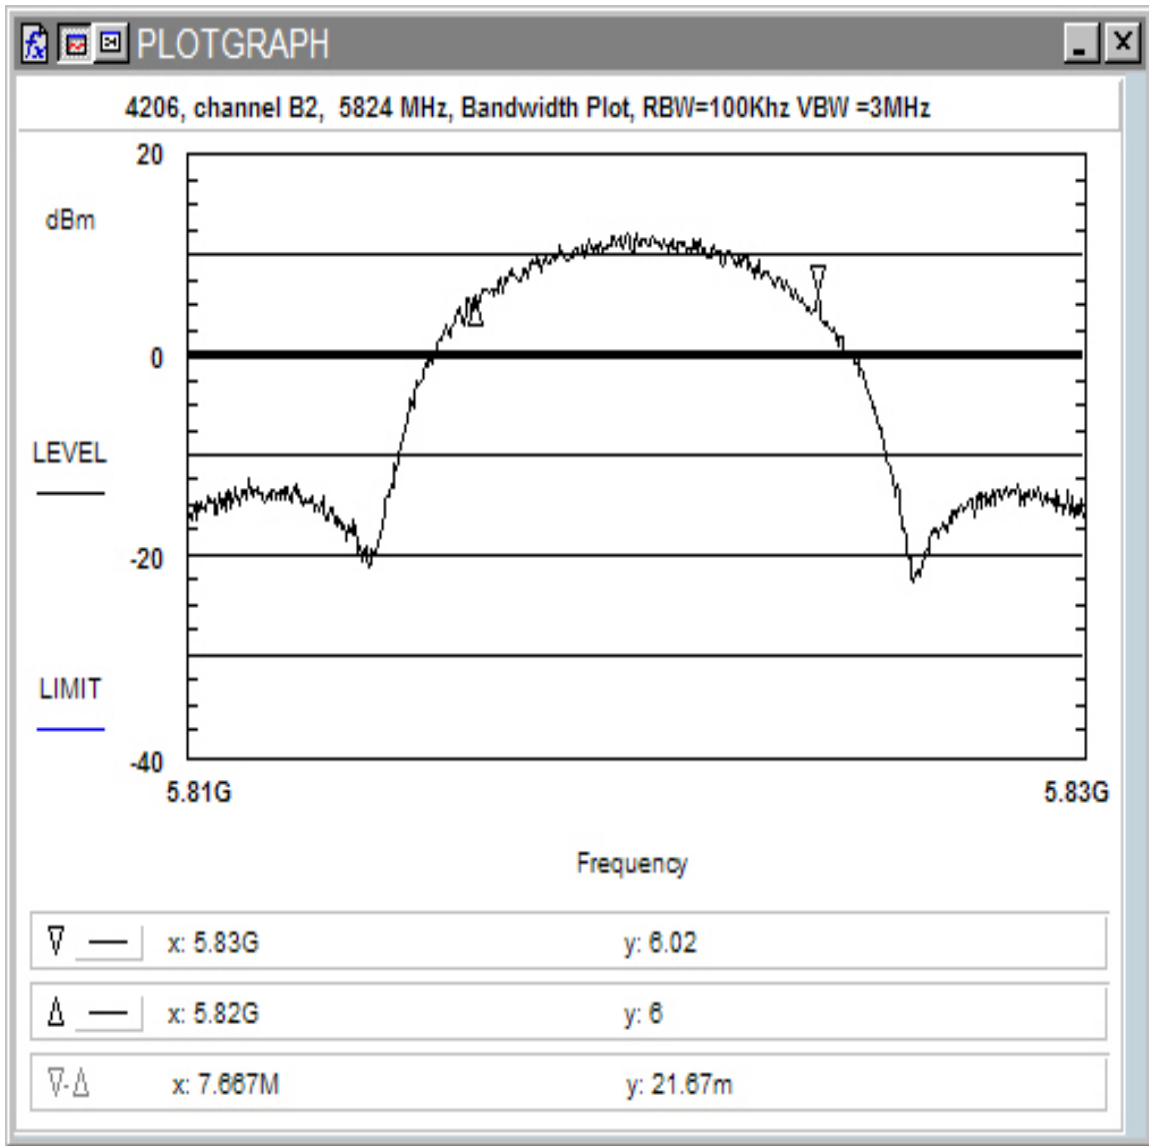 PLOTGRAPH
4206, channel B2, 5824 MHz, Bandwidth Plot, RBW=100Khz VBW =3MHz
20
dBm
0
LEVEL
-20
LIMIT
-40
5.81G 5.83G
Frequency
x: 5.83G y: 6.02
x: 5.82G y: 6
x: 7.667M y: 21.67m